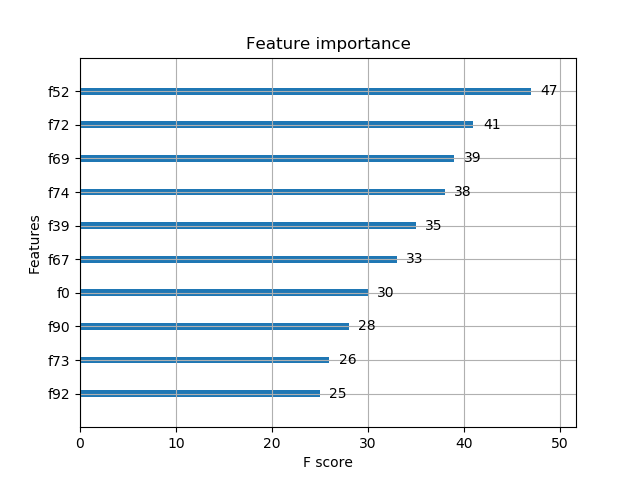 Feature importance
Features
f52 47
f72 41
f69 39
f74 38
f39 35
f67 33
f0 30
f90 28
f73 26
f92 25
0 10 20 30 40 50
F score